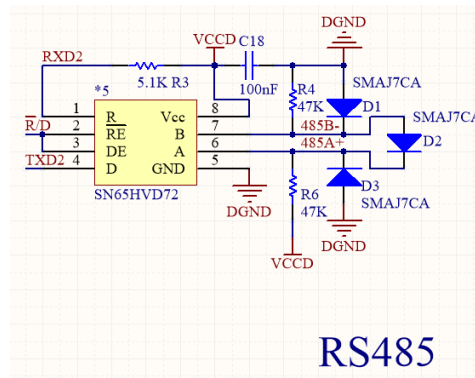 DGND
VCCD
C18
RXD2
5.1K R3
100nF
R4
47K
SMAJ7CA
D1
*5
1
R
Vcc
8
R/D
2
RE
B
7
485B-
SMAJ7CA
D2
3
DE
A
6
485A+
TXD2
4
D
GND
5
SN65HVD72
DGND
R6
47K
D3
SMAJ7CA
DGND
VCCD
RS485